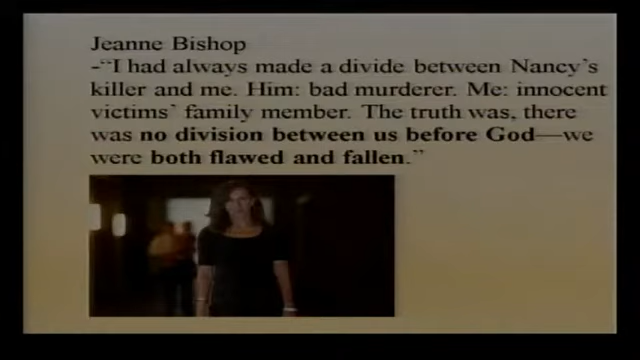 Jeanne Bishop
-“I had always made a divide between Nancy’s
killer and me. Him: bad murderer. Me: innocent
victims’ family member. The truth was, there
was no division between us before God—we
were both flawed and fallen.”